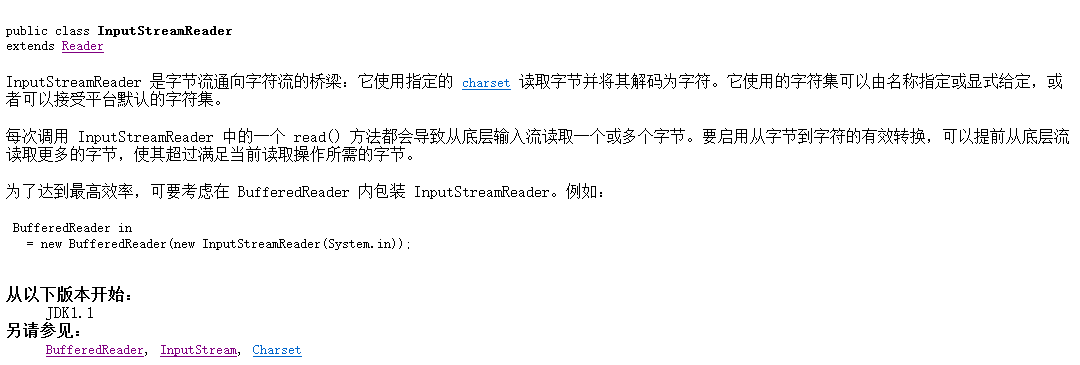 public class InputStreamReader
extends Reader
InputStreamReader 是字节流通向字符流的桥梁：它使用指定的 charset 读取字节并将其解码为字符。它使用的字符集可以由名称指定或显式给定，或
者可以接受平台默认的字符集。
每次调用 InputStreamReader 中的一个 read() 方法都会导致从底层输入流读取一个或多个字节。要启用从字节到字符的有效转换，可以提前从底层流
读取更多的字节，使其超过满足当前读取操作所需的字节。
为了达到最高效率，可要考虑在 BufferedReader 内包装 InputStreamReader。例如：
BufferedReader in
= new BufferedReader(new InputStreamReader(System.in));
从以下版本开始：
JDK1.1
另请参见：
BufferedReader, InputStream, Charset